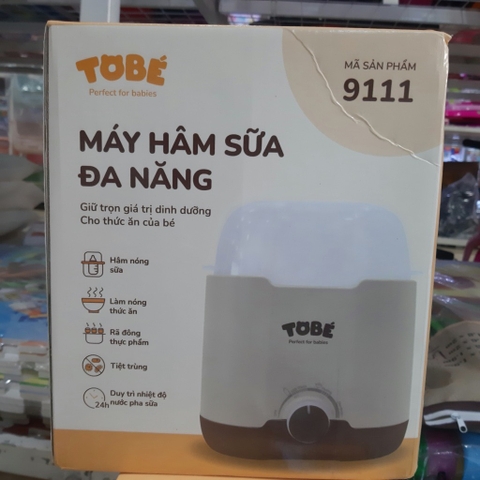 TOBÉ
Perfect for babies
MÃ SẢN PHẨM
9111
MÁY HÂM SỮA
ĐA NĂNG
Giữ trọn giá trị dinh dưỡng
Cho thức ăn của bé
Hâm nóng
sữa
Làm nóng
thức ăn
Rã đông
thực phẩm
Tiệt trùng
24h
Duy trì nhiệt độ
nước pha sữa
TOBÉ
Perfect for babies